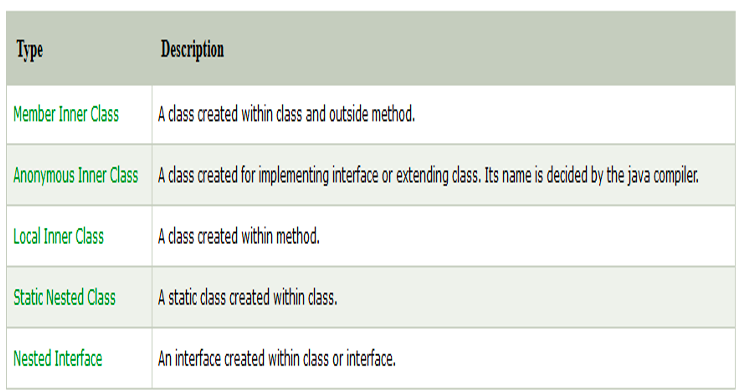 Type Description
Member Inner Class A class created within class and outside method.
Anonymous Inner Class A class created for implementing interface or extending class. Its name is decided by the java compiler.
Local Inner Class A class created within method.
Static Nested Class A static class created within class.
Nested Interface An interface created within class or interface.